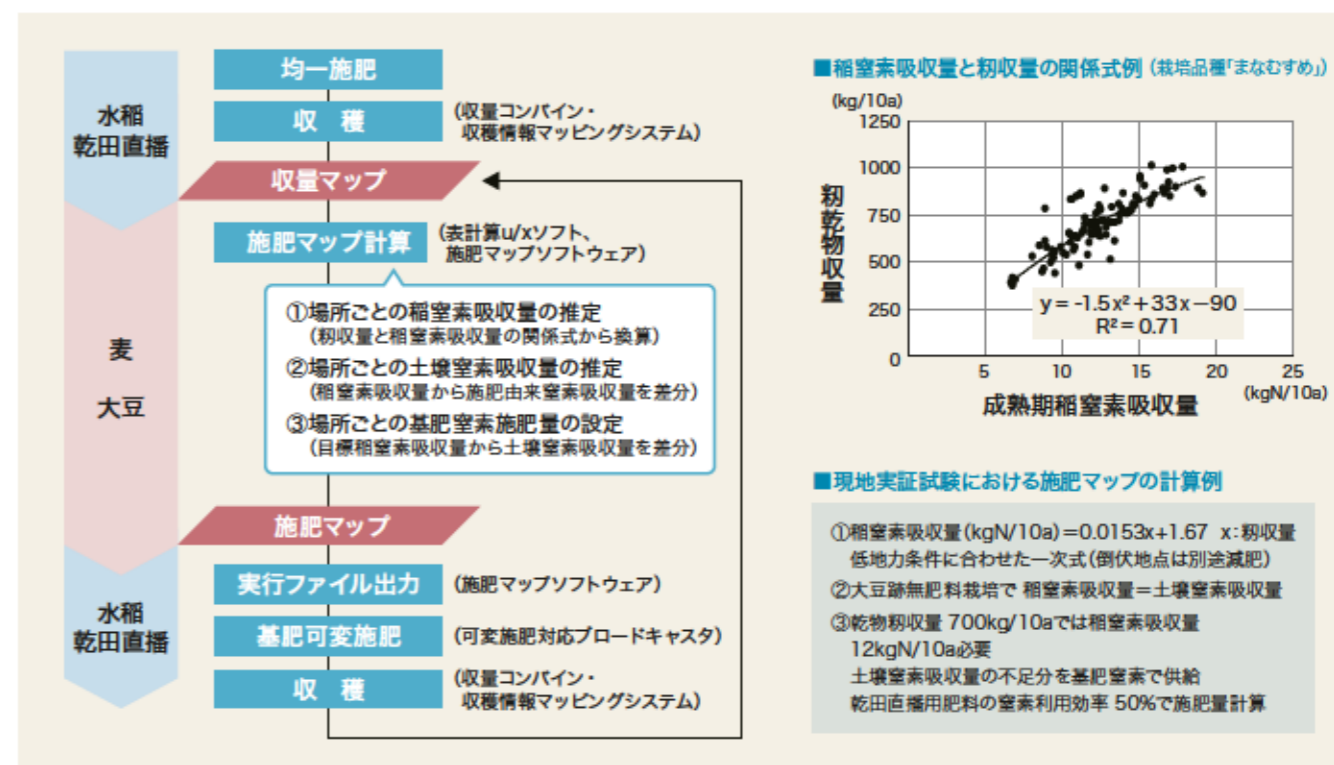 水稲
乾田直播
麦
大豆
水稲
乾田直播
均一施肥
収 穫
(収量コンバイン・
収穫情報マッピングシステム)
収量マップ
施肥マップ計算
(表計算u/xソフト、
施肥マップソフトウェア)
①場所ごとの稲窒素吸収量の推定
(籾収量と稲窒素吸収量の関係式から換算)
②場所ごとの土壌窒素吸収量の推定
(稲窒素吸収量から施肥由来窒素吸収量を差分)
③場所ごとの基肥窒素施肥量の設定
(目標稲窒素吸収量から土壌窒素吸収量を差分)
施肥マップ
実行ファイル出力
(施肥マップソフトウェア)
基肥可変施肥
(可変施肥対応ブロードキャスタ)
収 穫
(収量コンバイン・
収穫情報マッピングシステム)
■稲窒素吸収量と籾収量の関係式例(栽培品種「まなむすめ」)
(kg/10a)
1250
1000
750
500
250
0
籾乾物収量
y = -1.5x²+33x−90
R²= 0.71
5 10 15 20 25
(kgN/10a)
成熟期稲窒素吸収量
■現地実証試験における施肥マップの計算例
①稲窒素吸収量(kgN/10a)=0.0153x+1.67 x:籾収量
低地力条件に合わせた一次式(倒伏地点は別途減肥)
②大豆跡無肥料栽培で 稲窒素吸収量=土壌窒素吸収量
③乾物籾収量 700kg/10aでは稲窒素吸収量
12kgN/10a必要
土壌窒素吸収量の不足分を基肥窒素で供給
乾田直播用肥料の窒素利用効率 50%で施肥量計算